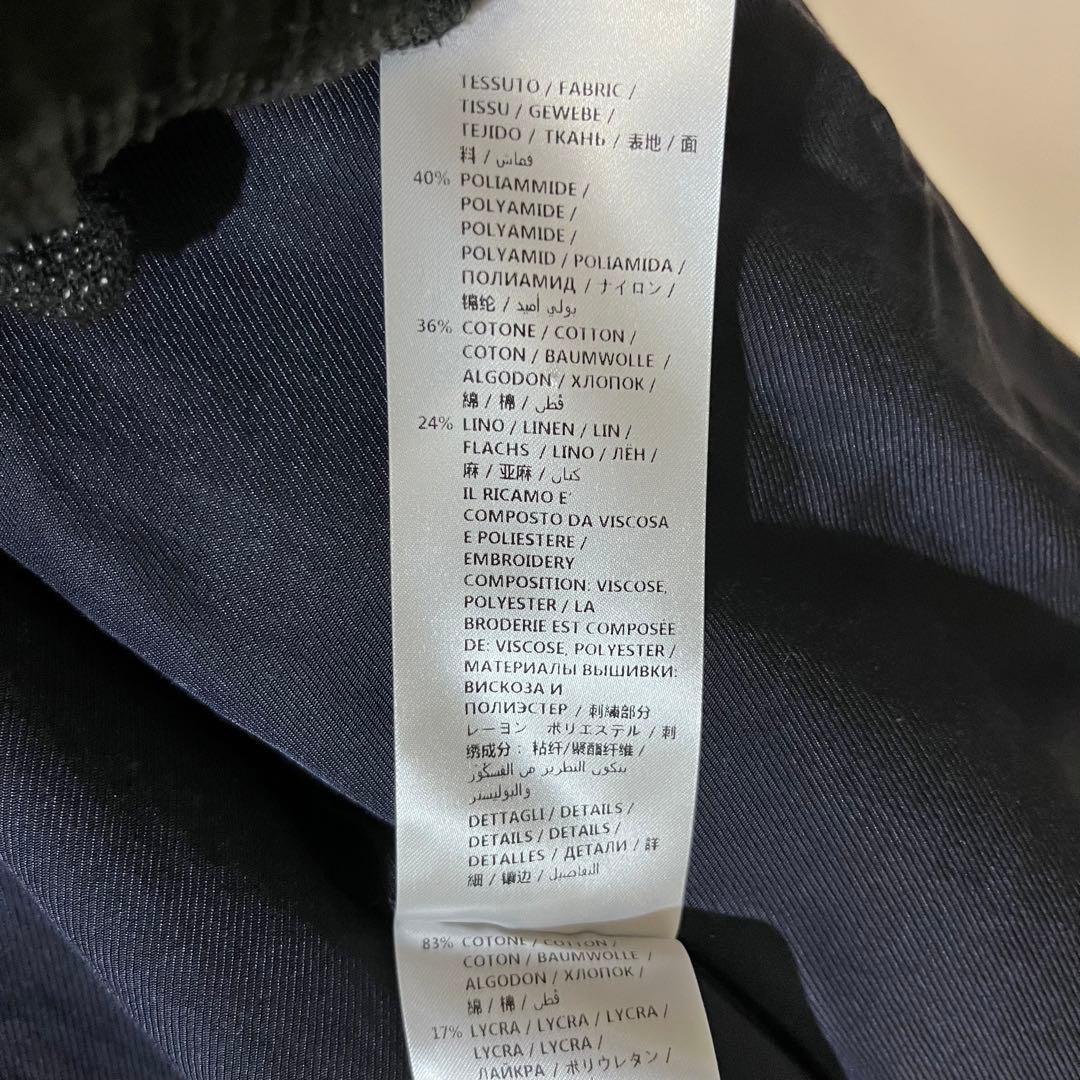 TESSUTO / FABRIC /
TISSU / GEWEBE /
TEJIDO / ТКАНЬ / 表地 / 面
料 / قماش
40% POLIAMMIDE /
POLYAMIDE /
POLYAMIDE /
POLYAMID / POLIAMIDA /
ПОЛИАМИД / ナイロン /
锦纶 / بولي أميد
36% COTONE / COTTON /
COTON / BAUMWOLLE /
ALGODON / ХЛОПОК /
綿 / 棉 / قطن
24% LINO / LINEN / LIN /
FLACHS / LINO / ЛЁН /
麻 / 亚麻 / كتان
IL RICAMO E'
COMPOSTO DA VISCOSA
E POLIESTERE /
EMBROIDERY
COMPOSITION: VISCOSE,
POLYESTER / LA
BRODERIE EST COMPOSÉE
DE: VISCOSE, POLYESTER /
МАТЕРИАЛЫ ВЫШИВКИ:
ВИСКОЗА И
ПОЛИЭСТЕР / 刺繍部分
レーヨン ポリエステル / 刺
绣成分：粘纤/聚酯纤维 /
يتكون التطريز من الفسكوز
والبوليستر
DETTAGLI / DETAILS /
DETAILS / DETAILS /
DETALLES / ДЕТАЛИ / 詳
細 / 镶边 / التفاصيل
83% COTONE / COTTON /
COTON / BAUMWOLLE /
ALGODON / ХЛОПОК /
綿 / 棉 / قطن
17% LYCRA / LYCRA / LYCRA /
LYCRA / LYCRA /
ЛАЙКРА / ポリウレタン /